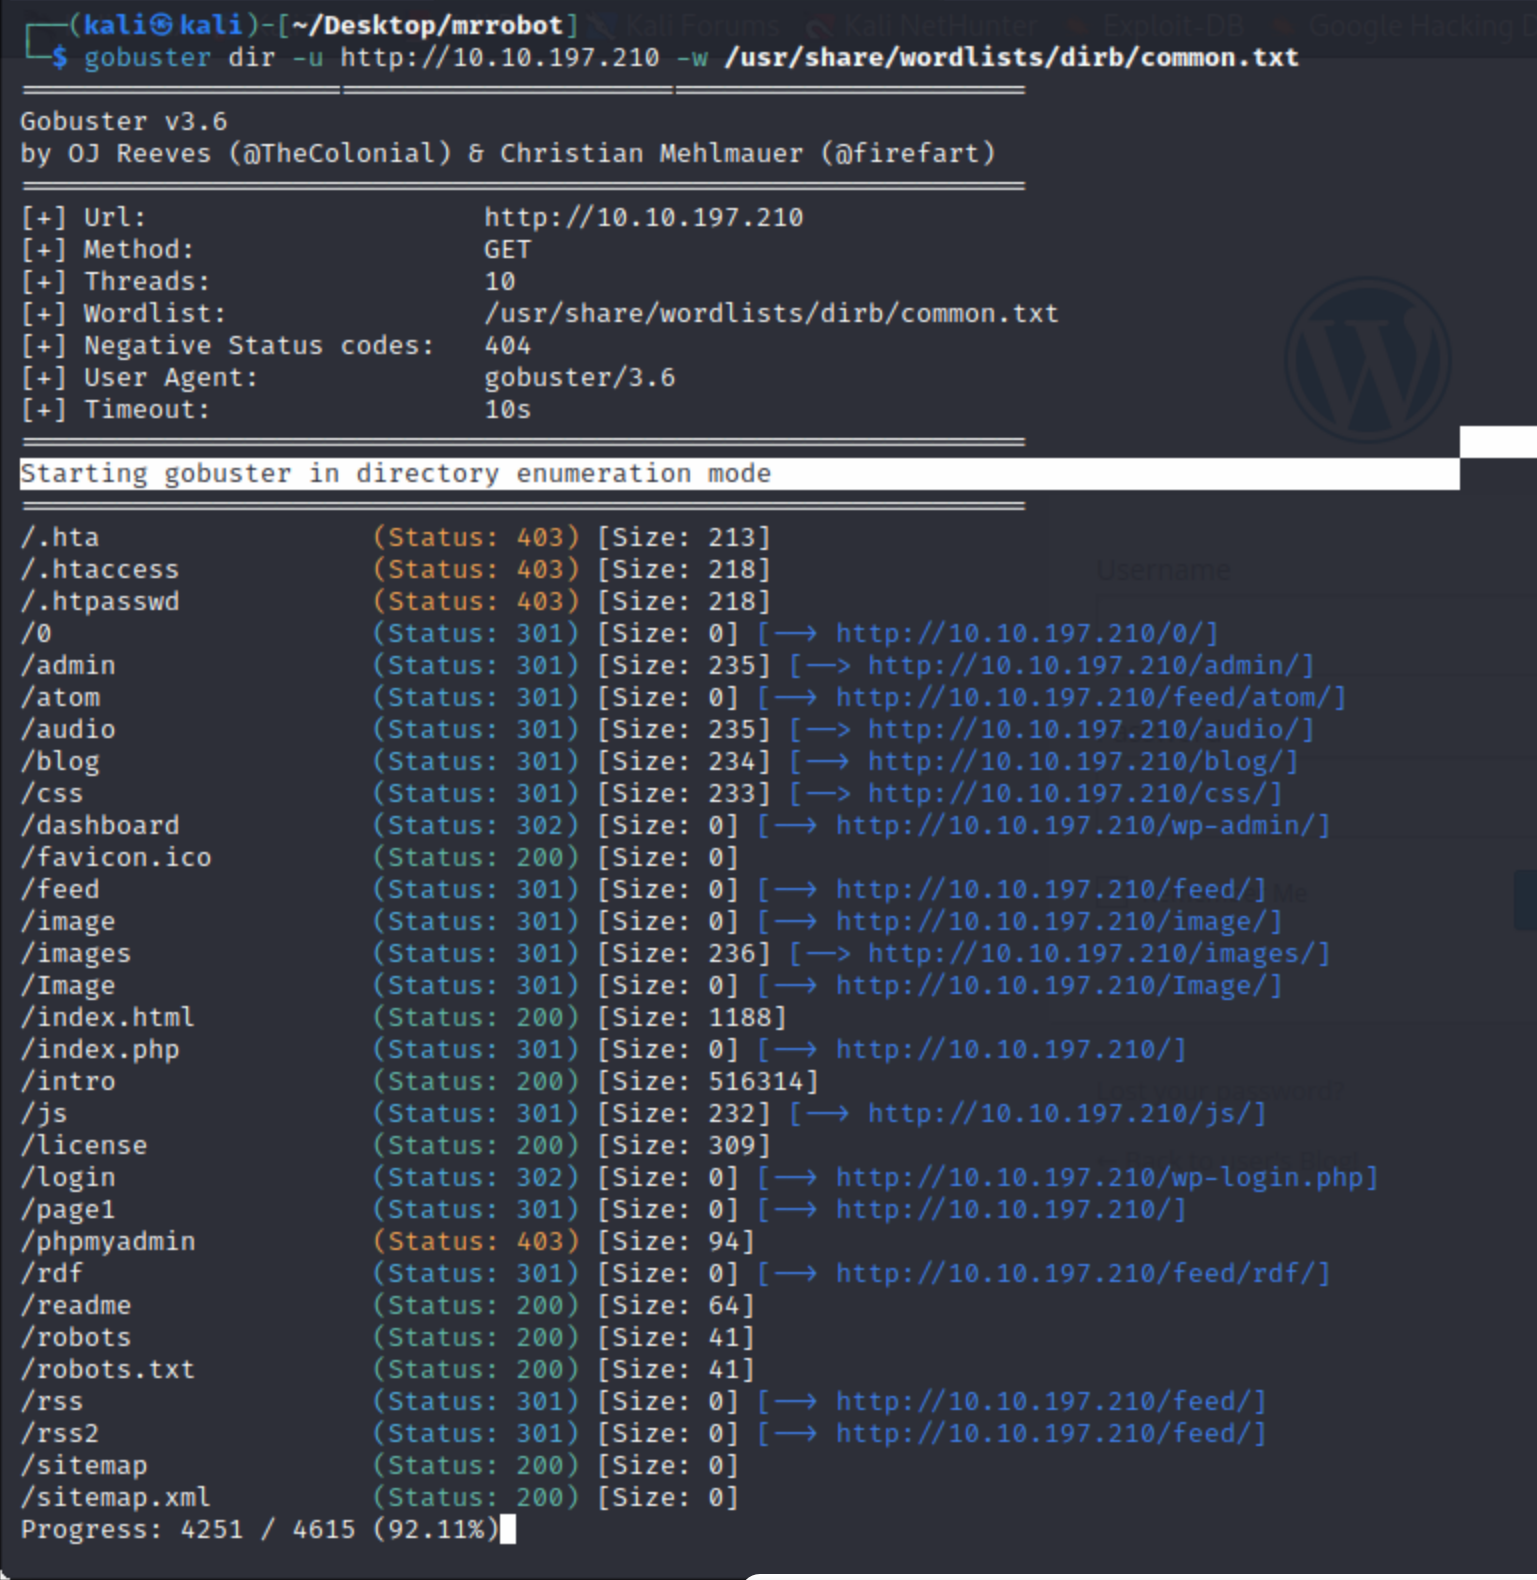 (kali㉿kali)-[~/Desktop/mrrobot]
Kali Forums Kali NetHunter Exploit-DB Google Hacking
$ gobuster dir -u http://10.10.197.210 -w /usr/share/wordlists/dirb/common.txt
Gobuster v3.6
by OJ Reeves (@TheColonial) & Christian Mehlmauer (@firefart)
[+] Url: http://10.10.197.210
[+] Method: GET
[+] Threads: 10
[+] Wordlist: /usr/share/wordlists/dirb/common.txt
[+] Negative Status codes: 404
[+] User Agent: gobuster/3.6
[+] Timeout: 10s
Starting gobuster in directory enumeration mode
/.hta (Status: 403) [Size: 213]
/.htaccess (Status: 403) [Size: 218]
Username
/.htpasswd (Status: 403) [Size: 218]
/0 (Status: 301) [Size: 0] [--> http://10.10.197.210/0/]
/admin (Status: 301) [Size: 235] [--> http://10.10.197.210/admin/]
/atom (Status: 301) [Size: 0] [--> http://10.10.197.210/feed/atom/]
/audio (Status: 301) [Size: 235] [--> http://10.10.197.210/audio/]
/blog (Status: 301) [Size: 234] [--> http://10.10.197.210/blog/]
/css (Status: 301) [Size: 233] [--> http://10.10.197.210/css/]
/dashboard (Status: 302) [Size: 0] [--> http://10.10.197.210/wp-admin/]
/favicon.ico (Status: 200) [Size: 0]
/feed (Status: 301) [Size: 0] [--> http://10.10.197.210/feed/]
Me
/image (Status: 301) [Size: 0] [--> http://10.10.197.210/image/]
/images (Status: 301) [Size: 236] [--> http://10.10.197.210/images/]
/Image (Status: 301) [Size: 0] [--> http://10.10.197.210/Image/]
/index.html (Status: 200) [Size: 1188]
/index.php (Status: 301) [Size: 0] [--> http://10.10.197.210/]
/intro (Status: 200) [Size: 516314]
Lost your password?
/js (Status: 301) [Size: 232] [--> http://10.10.197.210/js/]
/license (Status: 200) [Size: 309]
← Back to
/login (Status: 302) [Size: 0] [--> http://10.10.197.210/wp-login.php]
/page1 (Status: 301) [Size: 0] [--> http://10.10.197.210/]
/phpmyadmin (Status: 403) [Size: 94]
/rdf (Status: 301) [Size: 0] [--> http://10.10.197.210/feed/rdf/]
/readme (Status: 200) [Size: 64]
/robots (Status: 200) [Size: 41]
/robots.txt (Status: 200) [Size: 41]
/rss (Status: 301) [Size: 0] [--> http://10.10.197.210/feed/]
/rss2 (Status: 301) [Size: 0] [--> http://10.10.197.210/feed/]
/sitemap (Status: 200) [Size: 0]
/sitemap.xml (Status: 200) [Size: 0]
Progress: 4251 / 4615 (92.11%)